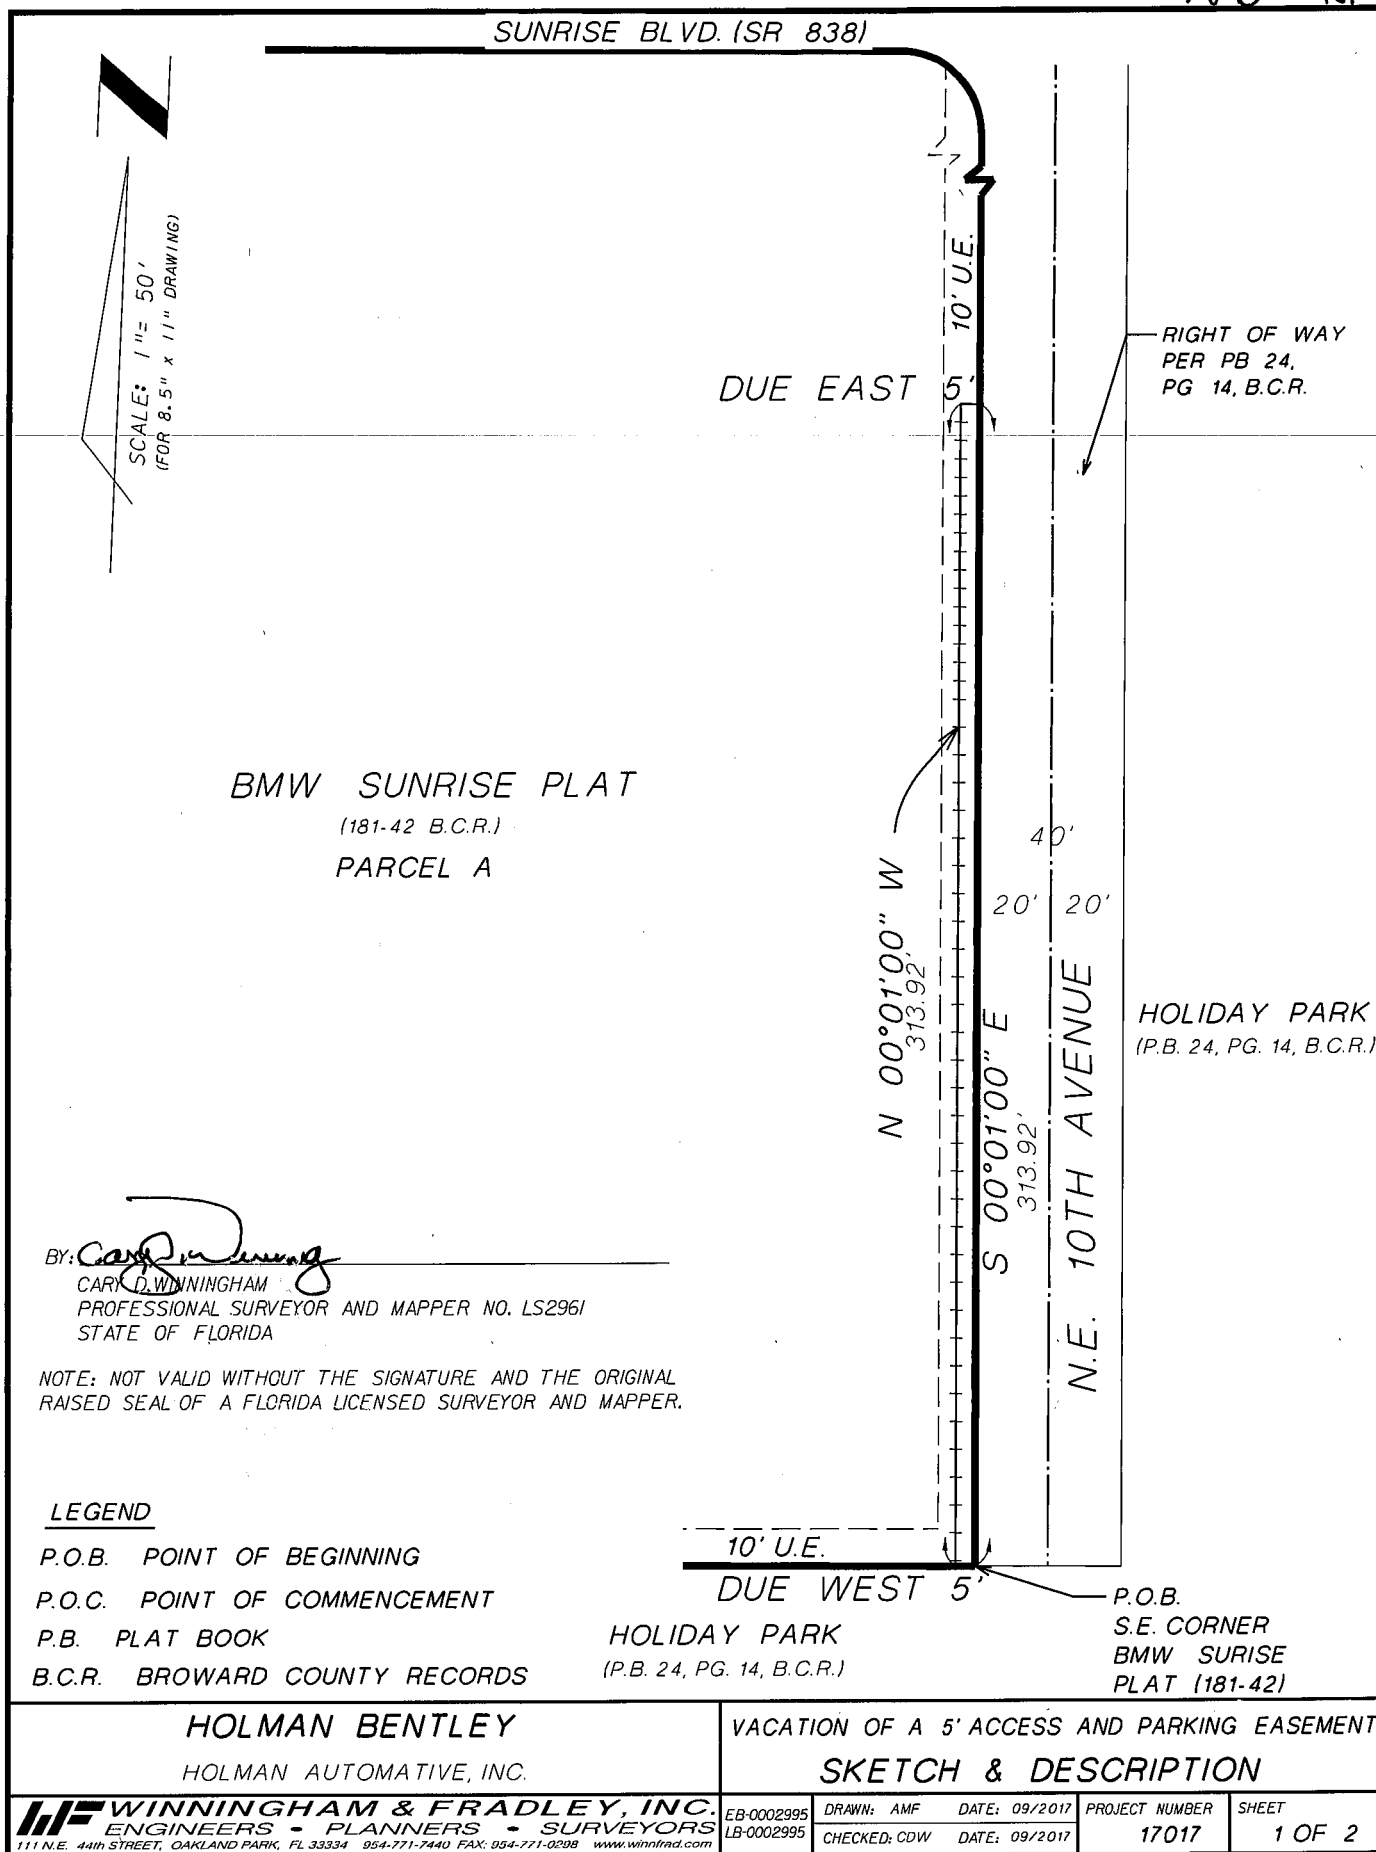 SUNRISE BLVD. (SR 838)
SCALE: 1"= 50'
(FOR 8.5" x 11" DRAWING)
10' U.E.
RIGHT OF WAY
PER PB 24,
PG 14, B.C.R.
DUE EAST 5'
BMW SUNRISE PLAT
(181-42 B.C.R.)
PARCEL A
40'
20' 20'
N 00°01'00" W
313.92'
S 00°01'00" E
313.92'
N.E. 10TH AVENUE
HOLIDAY PARK
(P.B. 24, PG. 14, B.C.R.)
BY:
CARY D. WINNINGHAM
PROFESSIONAL SURVEYOR AND MAPPER NO. LS2961
STATE OF FLORIDA
NOTE: NOT VALID WITHOUT THE SIGNATURE AND THE ORIGINAL
RAISED SEAL OF A FLORIDA LICENSED SURVEYOR AND MAPPER.
LEGEND
P.O.B. POINT OF BEGINNING
P.O.C. POINT OF COMMENCEMENT
P.B. PLAT BOOK
B.C.R. BROWARD COUNTY RECORDS
10' U.E.
DUE WEST 5'
HOLIDAY PARK
(P.B. 24, PG. 14, B.C.R.)
P.O.B.
S.E. CORNER
BMW SURISE
PLAT (181-42)
HOLMAN BENTLEY
HOLMAN AUTOMATIVE, INC.
VACATION OF A 5' ACCESS AND PARKING EASEMENT
SKETCH & DESCRIPTION
WF WINNINGHAM & FRADLEY, INC.
ENGINEERS • PLANNERS • SURVEYORS
111 N.E. 44th STREET, OAKLAND PARK, FL 33334 954-771-7440 FAX: 954-771-0298 www.winnfrad.com
EB-0002995
LB-0002995
DRAWN: AMF DATE: 09/2017
CHECKED: CDW DATE: 09/2017
PROJECT NUMBER
17017
SHEET
1 OF 2